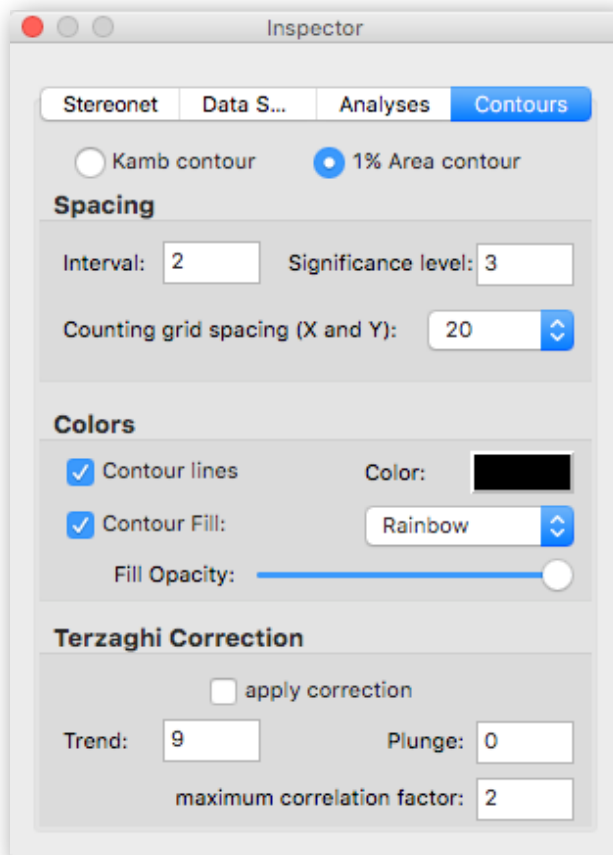 Inspector
Stereonet Data S... Analyses Contours
Kamb contour 1% Area contour
Spacing
Interval: 2 Significance level: 3
Counting grid spacing (X and Y): 20
Colors
Contour lines Color:
Contour Fill: Rainbow
Fill Opacity:
Terzaghi Correction
apply correction
Trend: 9 Plunge: 0
maximum correlation factor: 2